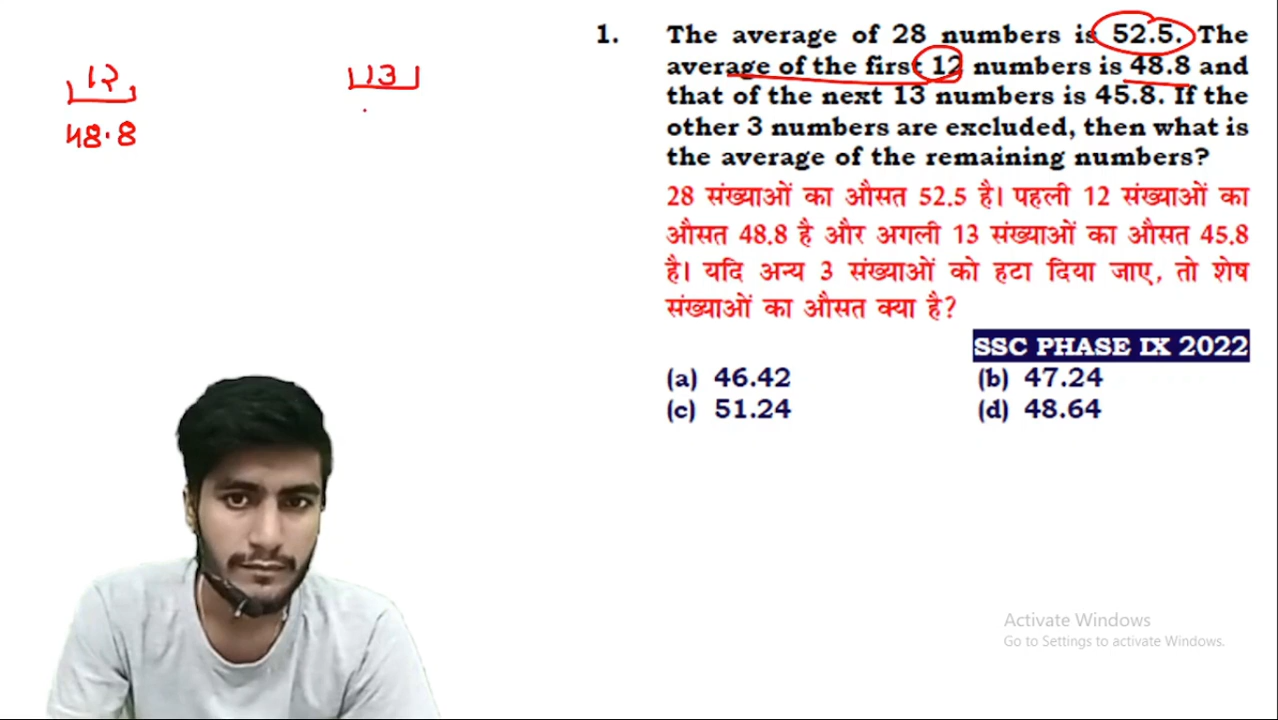 12
48.8
13
1. The average of 28 numbers is 52.5. The
average of the first 12 numbers is 48.8 and
that of the next 13 numbers is 45.8. If the
other 3 numbers are excluded, then what is
the average of the remaining numbers?
28 संख्याओं का औसत 52.5 है। पहली 12 संख्याओं का
औसत 48.8 है और अगली 13 संख्याओं का औसत 45.8
है। यदि अन्य 3 संख्याओं को हटा दिया जाए, तो शेष
संख्याओं का औसत क्या है?
SSC PHASE IX 2022
(a) 46.42 (b) 47.24
(c) 51.24 (d) 48.64
Activate Windows
Go to Settings to activate Windows.